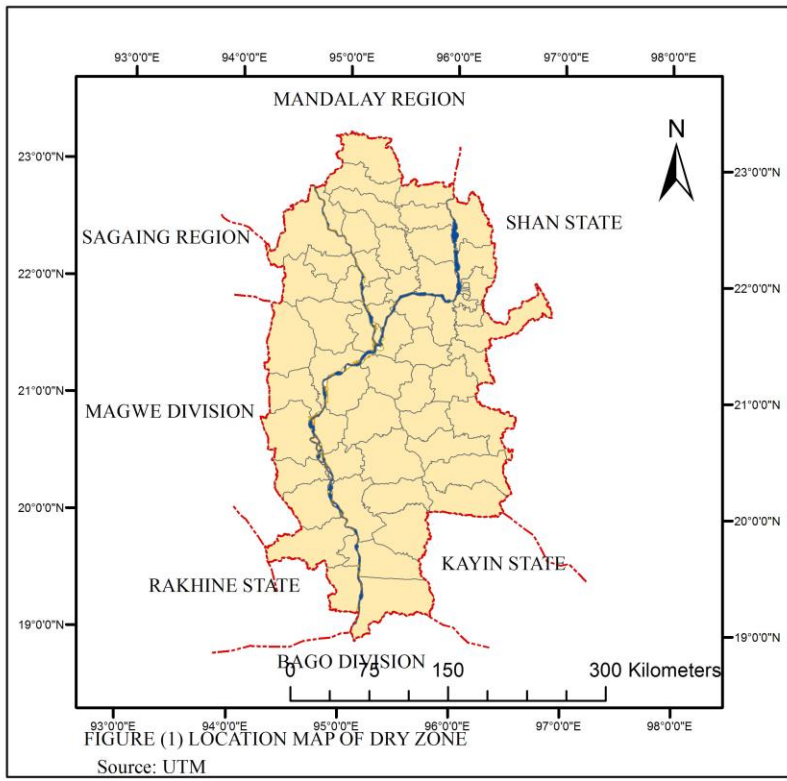 93°0'0"E 94°0'0"E 95°0'0"E 96°0'0"E 97°0'0"E 98°0'0"E
MANDALAY REGION
N
23°0'0"N 23°0'0"N
SHAN STATE
SAGAING REGION
22°0'0"N 22°0'0"N
21°0'0"N 21°0'0"N
MAGWE DIVISION
20°0'0"N 20°0'0"N
KAYIN STATE
RAKHINE STATE
19°0'0"N 19°0'0"N
BAGO DIVISION
0 75 150 300 Kilometers
93°0'0"E 94°0'0"E 95°0'0"E 96°0'0"E 97°0'0"E 98°0'0"E
FIGURE (1) LOCATION MAP OF DRY ZONE
Source: UTM